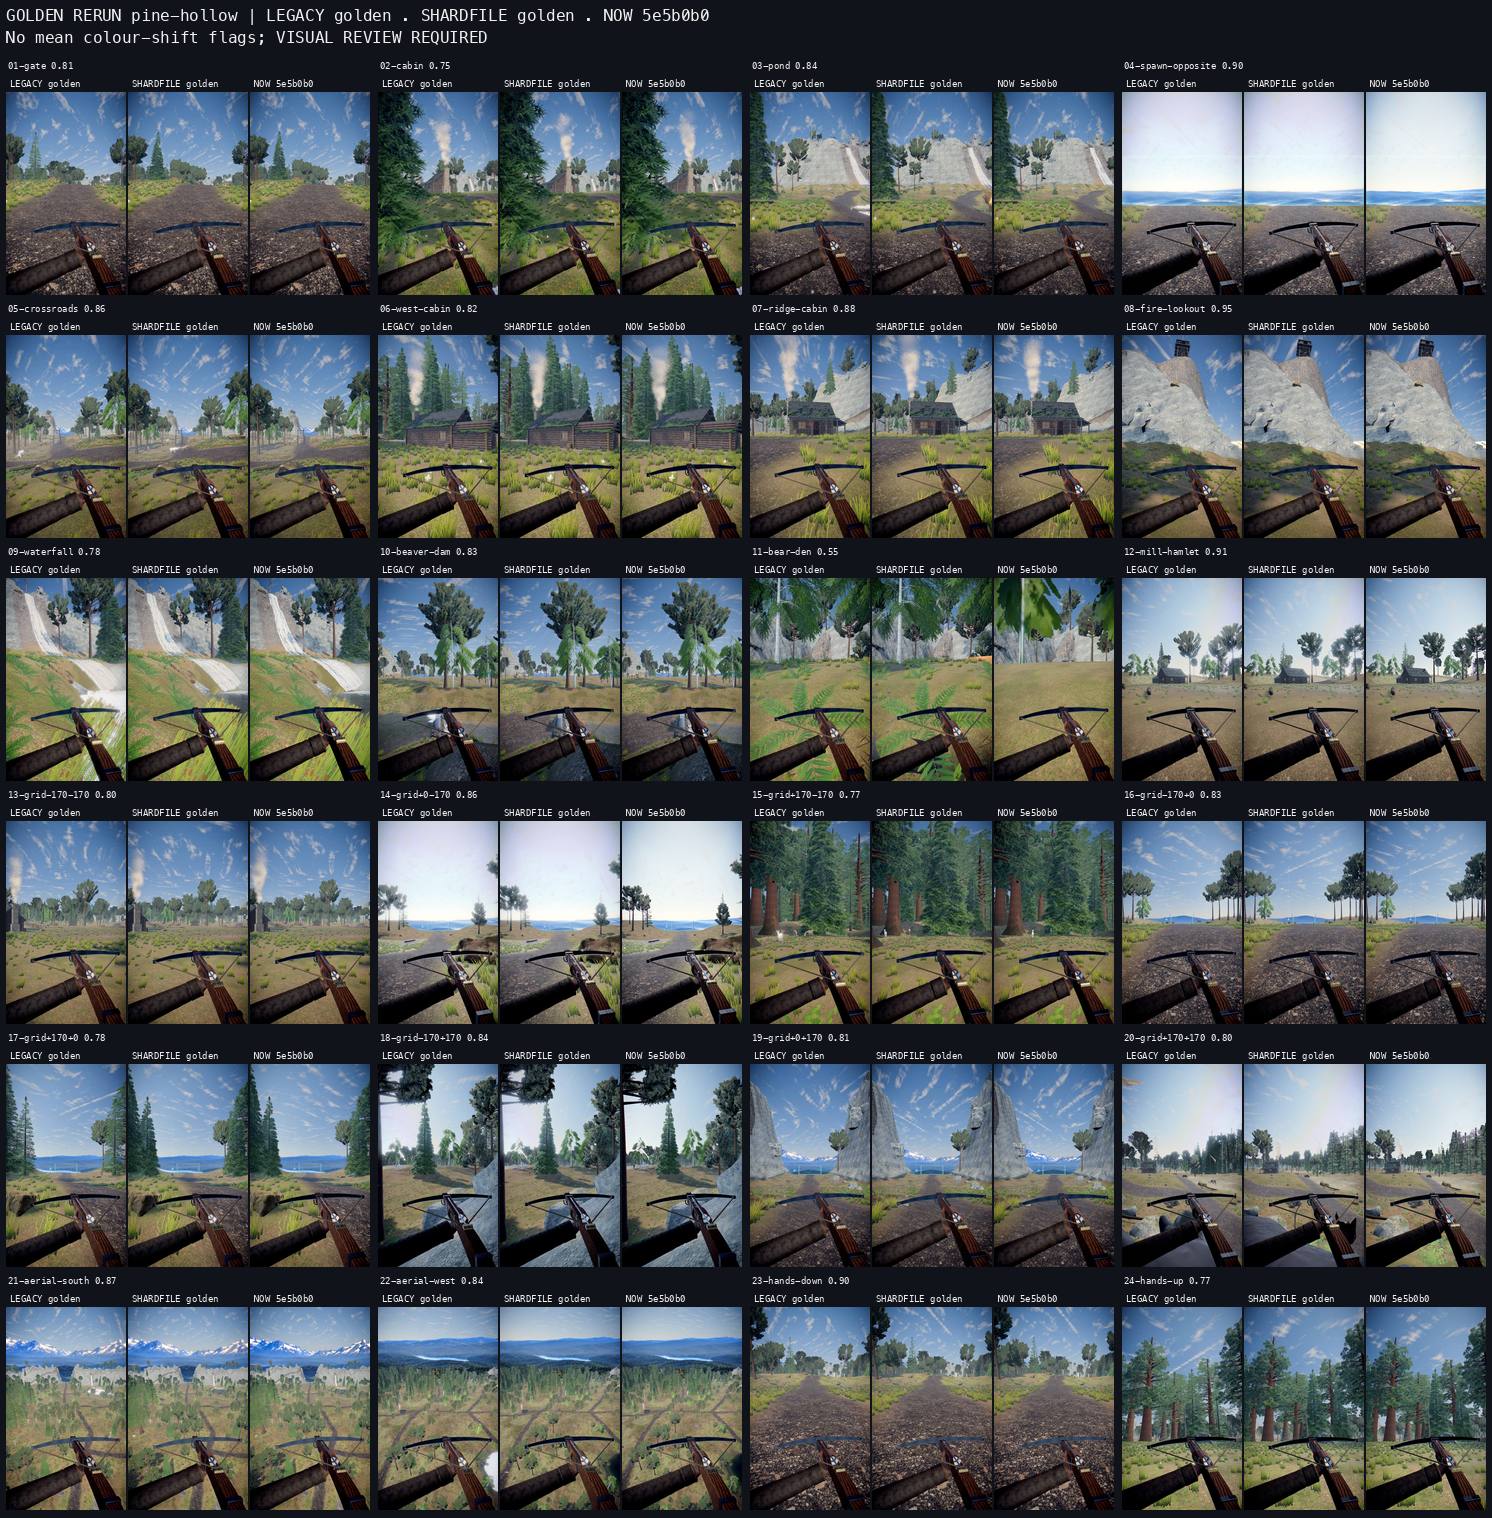 GOLDEN RERUN pine-hollow | LEGACY golden . SHARDFILE golden . NOW 5e5b0b0
No mean colour-shift flags; VISUAL REVIEW REQUIRED
01-gate 0.81
LEGACY golden SHARDFILE golden NOW 5e5b0b0
02-cabin 0.75
LEGACY golden SHARDFILE golden NOW 5e5b0b0
03-pond 0.84
LEGACY golden SHARDFILE golden NOW 5e5b0b0
04-spawn-opposite 0.90
LEGACY golden SHARDFILE golden NOW 5e5b0b0
05-crossroads 0.86
LEGACY golden SHARDFILE golden NOW 5e5b0b0
06-west-cabin 0.82
LEGACY golden SHARDFILE golden NOW 5e5b0b0
07-ridge-cabin 0.88
LEGACY golden SHARDFILE golden NOW 5e5b0b0
08-fire-lookout 0.95
LEGACY golden SHARDFILE golden NOW 5e5b0b0
09-waterfall 0.78
LEGACY golden SHARDFILE golden NOW 5e5b0b0
10-beaver-dam 0.83
LEGACY golden SHARDFILE golden NOW 5e5b0b0
11-bear-den 0.55
LEGACY golden SHARDFILE golden NOW 5e5b0b0
12-mill-hamlet 0.91
LEGACY golden SHARDFILE golden NOW 5e5b0b0
13-grid-170-170 0.80
LEGACY golden SHARDFILE golden NOW 5e5b0b0
14-grid+0-170 0.86
LEGACY golden SHARDFILE golden NOW 5e5b0b0
15-grid+170-170 0.77
LEGACY golden SHARDFILE golden NOW 5e5b0b0
16-grid-170+0 0.83
LEGACY golden SHARDFILE golden NOW 5e5b0b0
17-grid+170+0 0.78
LEGACY golden SHARDFILE golden NOW 5e5b0b0
18-grid-170+170 0.84
LEGACY golden SHARDFILE golden NOW 5e5b0b0
19-grid+0+170 0.81
LEGACY golden SHARDFILE golden NOW 5e5b0b0
20-grid+170+170 0.80
LEGACY golden SHARDFILE golden NOW 5e5b0b0
21-aerial-south 0.87
LEGACY golden SHARDFILE golden NOW 5e5b0b0
22-aerial-west 0.84
LEGACY golden SHARDFILE golden NOW 5e5b0b0
23-hands-down 0.90
LEGACY golden SHARDFILE golden NOW 5e5b0b0
24-hands-up 0.77
LEGACY golden SHARDFILE golden NOW 5e5b0b0